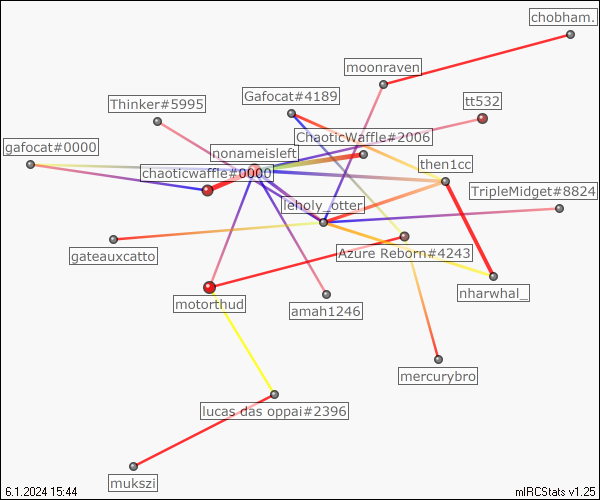 chobham.
moonraven
Thinker#5995
Gafocat#4189
tt532
ChaoticWaffle#2006
gafocat#0000
nonameisleft
then1cc
chaoticwaffle#0000
TripleMidget#8824
leholy_otter
gateauxcatto
Azure Reborn#4243
motorthud
amah1246
nharwhal_
mercurybro
lucas das oppai#2396
mukszi
6.1.2024 15:44
mIRCStats v1.25